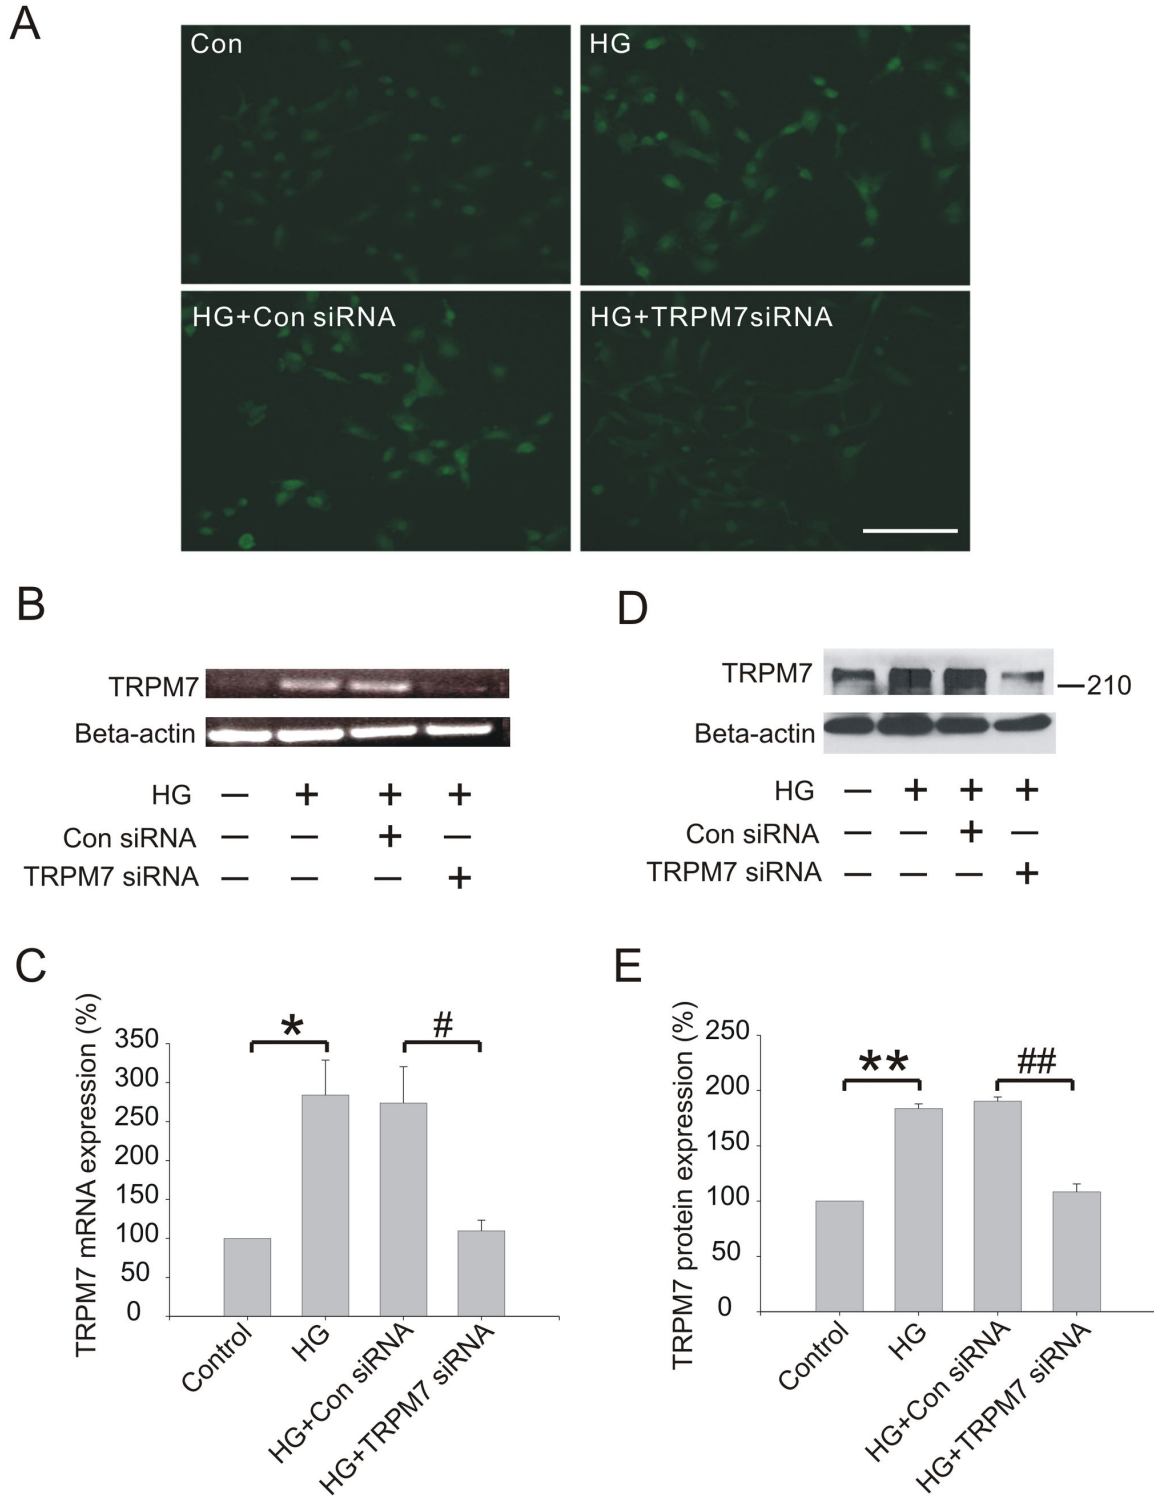 A
Con
HG
HG+Con siRNA
HG+TRPM7siRNA
B
TRPM7
Beta-actin
HG — + + +
Con siRNA — — + —
TRPM7 siRNA — — — +
D
TRPM7
—210
Beta-actin
HG — + + +
Con siRNA — — + —
TRPM7 siRNA — — — +
C
TRPM7 mRNA expression (%)
350
300
250
200
150
100
50
0
*
#
Control
HG
HG+Con siRNA
HG+TRPM7 siRNA
E
TRPM7 protein expression (%)
250
200
150
100
50
0
**
##
Control
HG
HG+Con siRNA
HG+TRPM7 siRNA